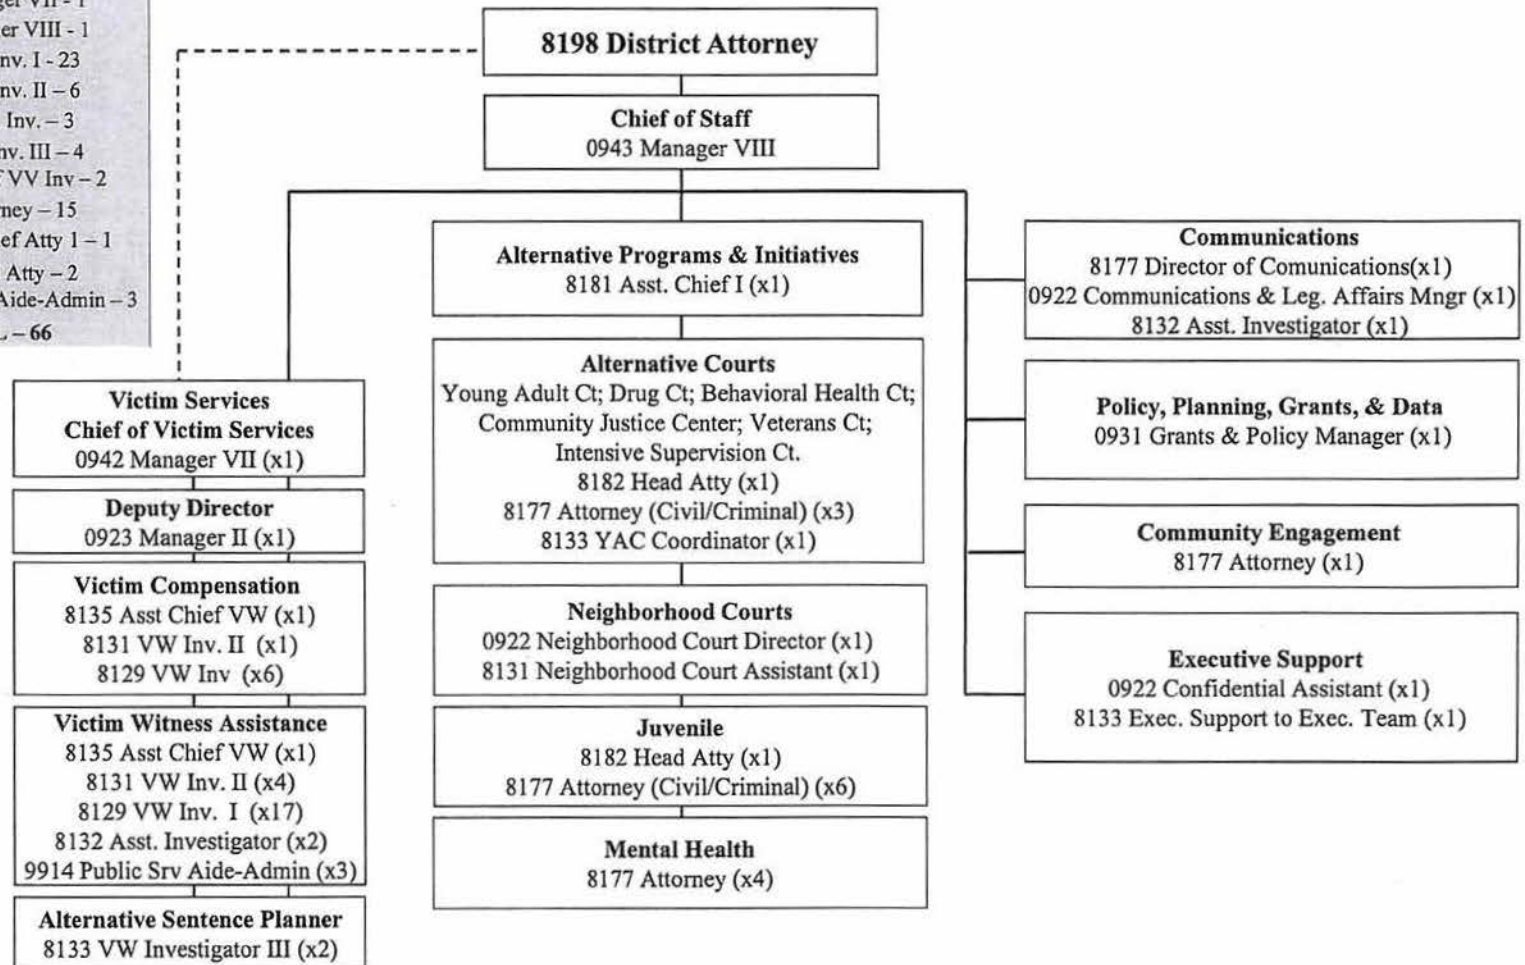 VII - 1
VIII - 1
I - 23
II – 6
Inv. – 3
III – 4
VV Inv – 2
– 15
Atty 1 – 1
Atty – 2
Aide-Admin – 3
– 66
8198 District Attorney
Chief of Staff
0943 Manager VIII
Alternative Programs & Initiatives
8181 Asst. Chief I (x1)
Alternative Courts
Young Adult Ct; Drug Ct; Behavioral Health Ct;
Community Justice Center; Veterans Ct;
Intensive Supervision Ct.
8182 Head Atty (x1)
8177 Attorney (Civil/Criminal) (x3)
8133 YAC Coordinator (x1)
Neighborhood Courts
0922 Neighborhood Court Director (x1)
8131 Neighborhood Court Assistant (x1)
Juvenile
8182 Head Atty (x1)
8177 Attorney (Civil/Criminal) (x6)
Mental Health
8177 Attorney (x4)
Victim Services
Chief of Victim Services
0942 Manager VII (x1)
Deputy Director
0923 Manager II (x1)
Victim Compensation
8135 Asst Chief VW (x1)
8131 VW Inv. II (x1)
8129 VW Inv (x6)
Victim Witness Assistance
8135 Asst Chief VW (x1)
8131 VW Inv. II (x4)
8129 VW Inv. I (x17)
8132 Asst. Investigator (x2)
9914 Public Srv Aide-Admin (x3)
Alternative Sentence Planner
8133 VW Investigator III (x2)
Communications
8177 Director of Comunications(x1)
0922 Communications & Leg. Affairs Mngr (x1)
8132 Asst. Investigator (x1)
Policy, Planning, Grants, & Data
0931 Grants & Policy Manager (x1)
Community Engagement
8177 Attorney (x1)
Executive Support
0922 Confidential Assistant (x1)
8133 Exec. Support to Exec. Team (x1)